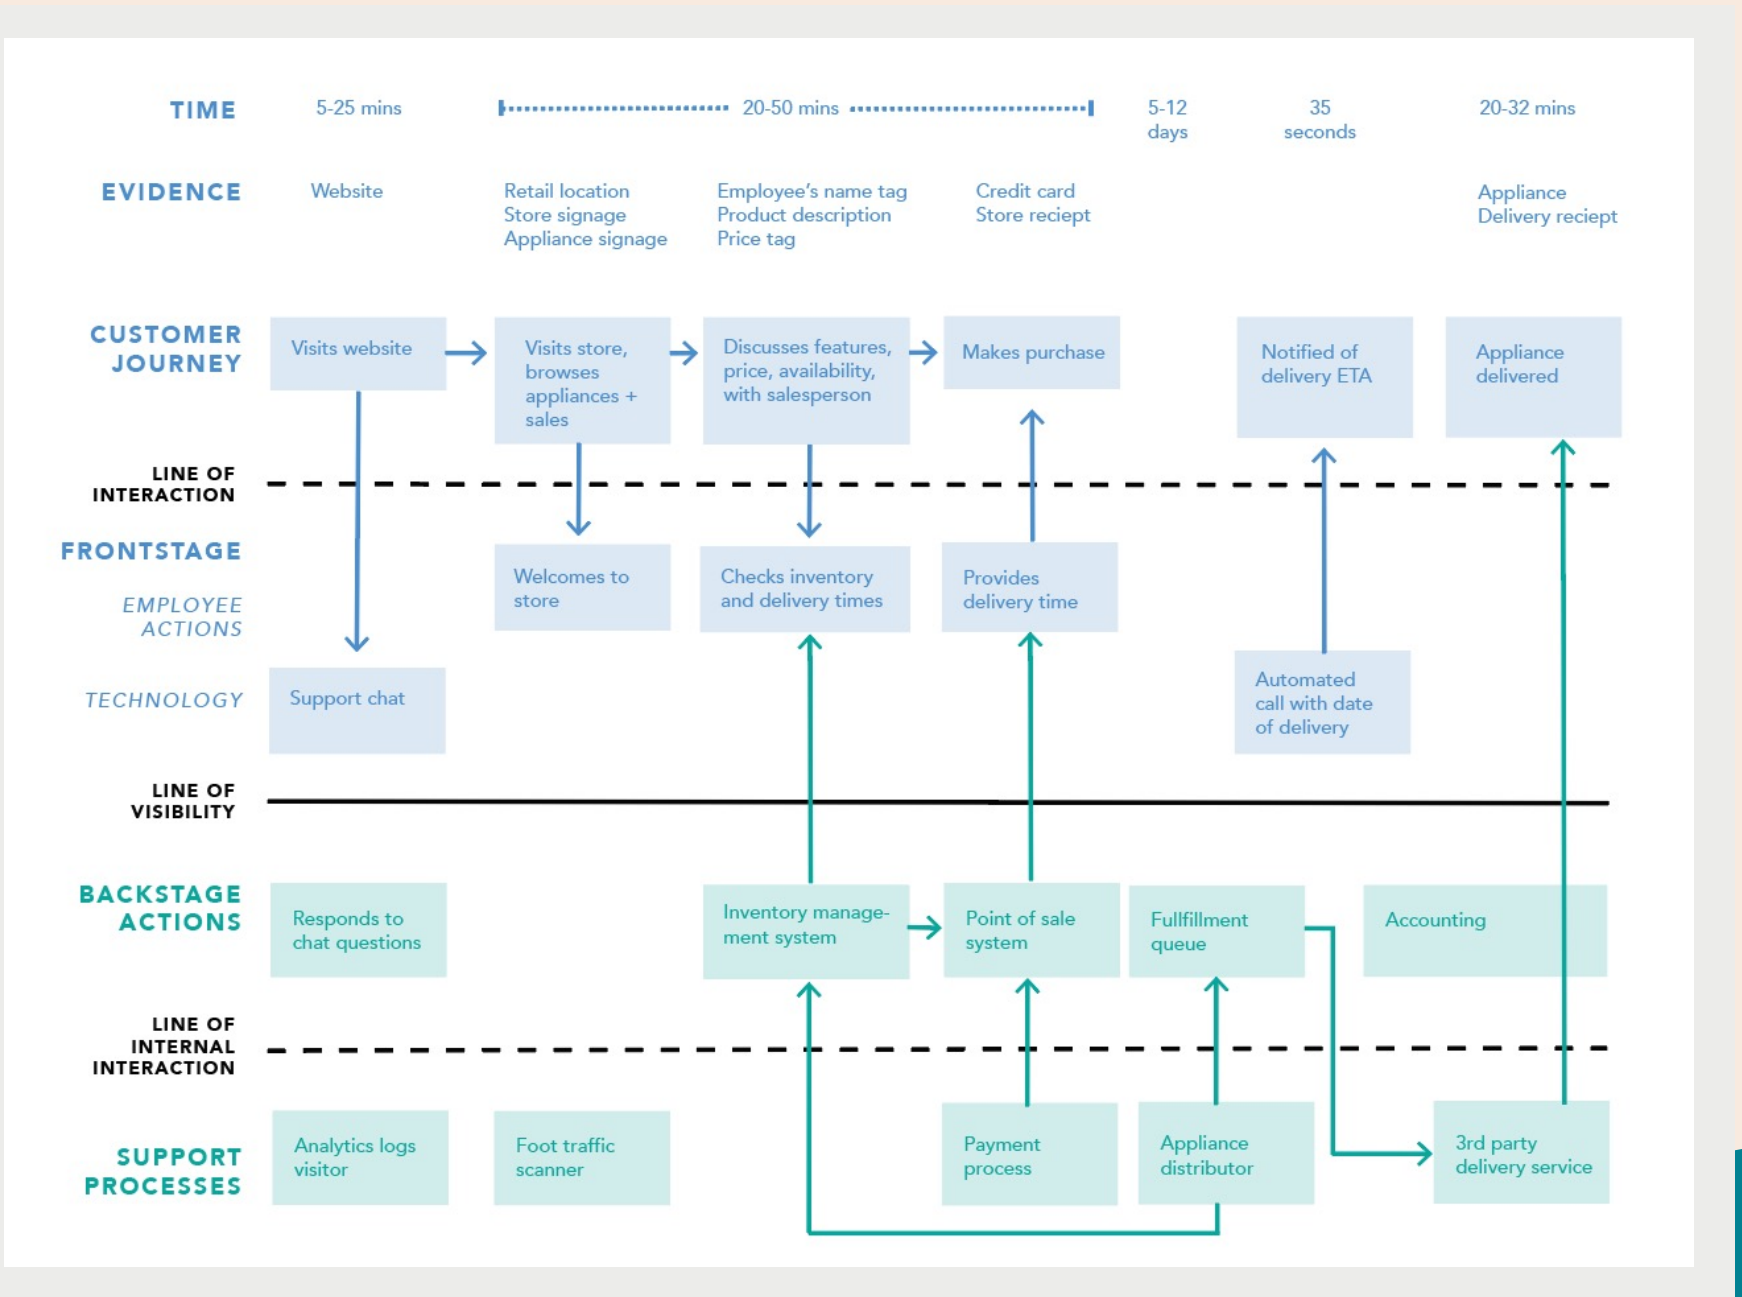 TIME
5-25 mins
20-50 mins
5-12
days
35
seconds
20-32 mins
EVIDENCE
Website
Retail location
Store signage
Appliance signage
Employee's name tag
Product description
Price tag
Credit card
Store reciept
Appliance
Delivery reciept
CUSTOMER
JOURNEY
Visits website
Visits store,
browses
appliances +
sales
Discusses features,
price, availability,
with salesperson
Makes purchase
Notified of
delivery ETA
Appliance
delivered
LINE OF
INTERACTION
FRONTSTAGE
EMPLOYEE
ACTIONS
Welcomes to
store
Checks inventory
and delivery times
Provides
delivery time
TECHNOLOGY
Support chat
Automated
call with date
of delivery
LINE OF
VISIBILITY
BACKSTAGE
ACTIONS
Responds to
chat questions
Inventory manage-
ment system
Point of sale
system
Fullfillment
queue
Accounting
LINE OF
INTERNAL
INTERACTION
SUPPORT
PROCESSES
Analytics logs
visitor
Foot traffic
scanner
Payment
process
Appliance
distributor
3rd party
delivery service